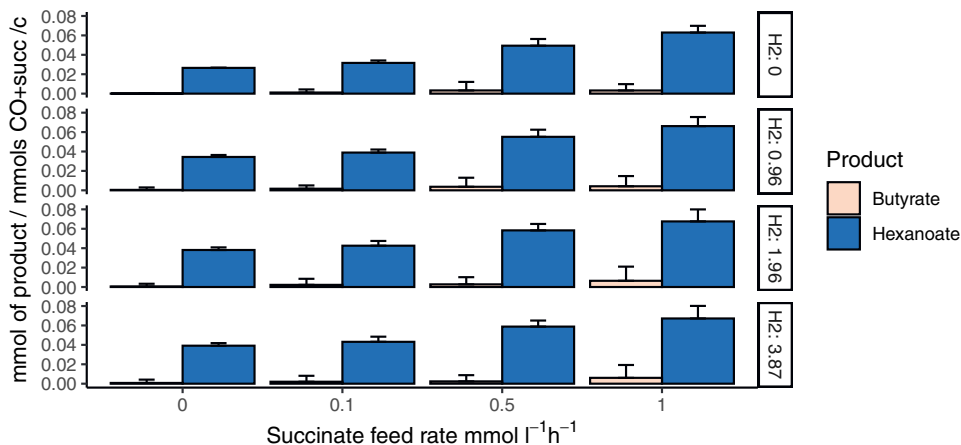 mmol of product / mmols CO+succ /c
0.08
0.06
0.04
0.02
0.00
H2: 0
0.08
0.06
0.04
0.02
0.00
H2: 0.96
0.08
0.06
0.04
0.02
0.00
H2: 1.96
0.08
0.06
0.04
0.02
0.00
H2: 3.87
0 0.1 0.5 1
Succinate feed rate mmol l⁻¹h⁻¹
Product
Butyrate
Hexanoate